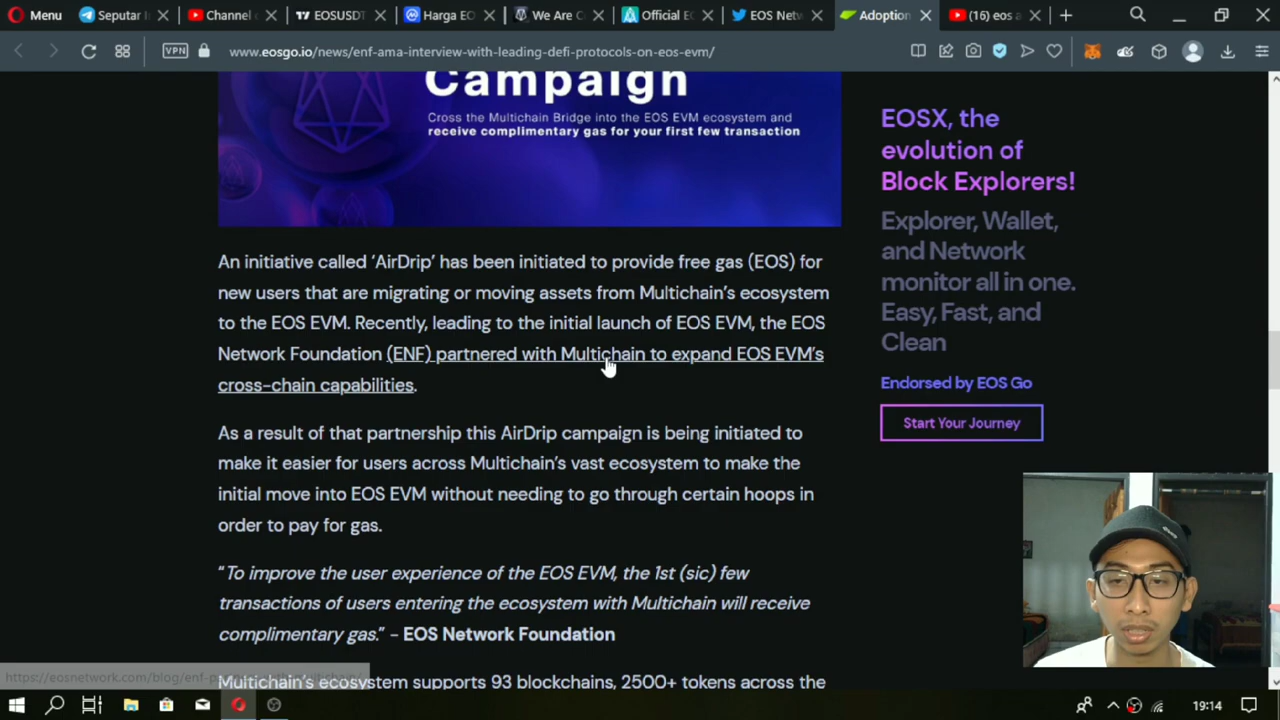 Menu
Seputar I
Channel
EOSUSDT
Harga EO
We Are C
Official E
EOS Netw
Adoption
(16) eos a
VPN
www.eosgo.io/news/enf-ama-interview-with-leading-defi-protocols-on-eos-evm/
Campaign
Cross the Multichain Bridge into the EOS EVM ecosystem and
receive complimentary gas for your first few transaction
An initiative called ‘AirDrip’ has been initiated to provide free gas (EOS) for
new users that are migrating or moving assets from Multichain’s ecosystem
to the EOS EVM. Recently, leading to the initial launch of EOS EVM, the EOS
Network Foundation (ENF) partnered with Multichain to expand EOS EVM’s
cross-chain capabilities.
As a result of that partnership this AirDrip campaign is being initiated to
make it easier for users across Multichain’s vast ecosystem to make the
initial move into EOS EVM without needing to go through certain hoops in
order to pay for gas.
“To improve the user experience of the EOS EVM, the 1st (sic) few
transactions of users entering the ecosystem with Multichain will receive
complimentary gas.” – EOS Network Foundation
Multichain’s ecosystem supports 93 blockchains, 2500+ tokens across the
EOSX, the
evolution of
Block Explorers!
Explorer, Wallet,
and Network
monitor all in one.
Easy, Fast, and
Clean
Endorsed by EOS Go
Start Your Journey
19:14